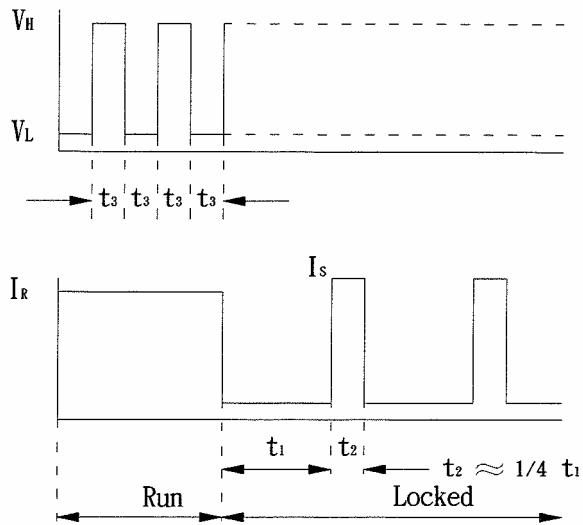 VH
VL
t3 t3 t3 t3
IS
IR
t1 t2 t2 ≈ 1/4 t1
Run Locked